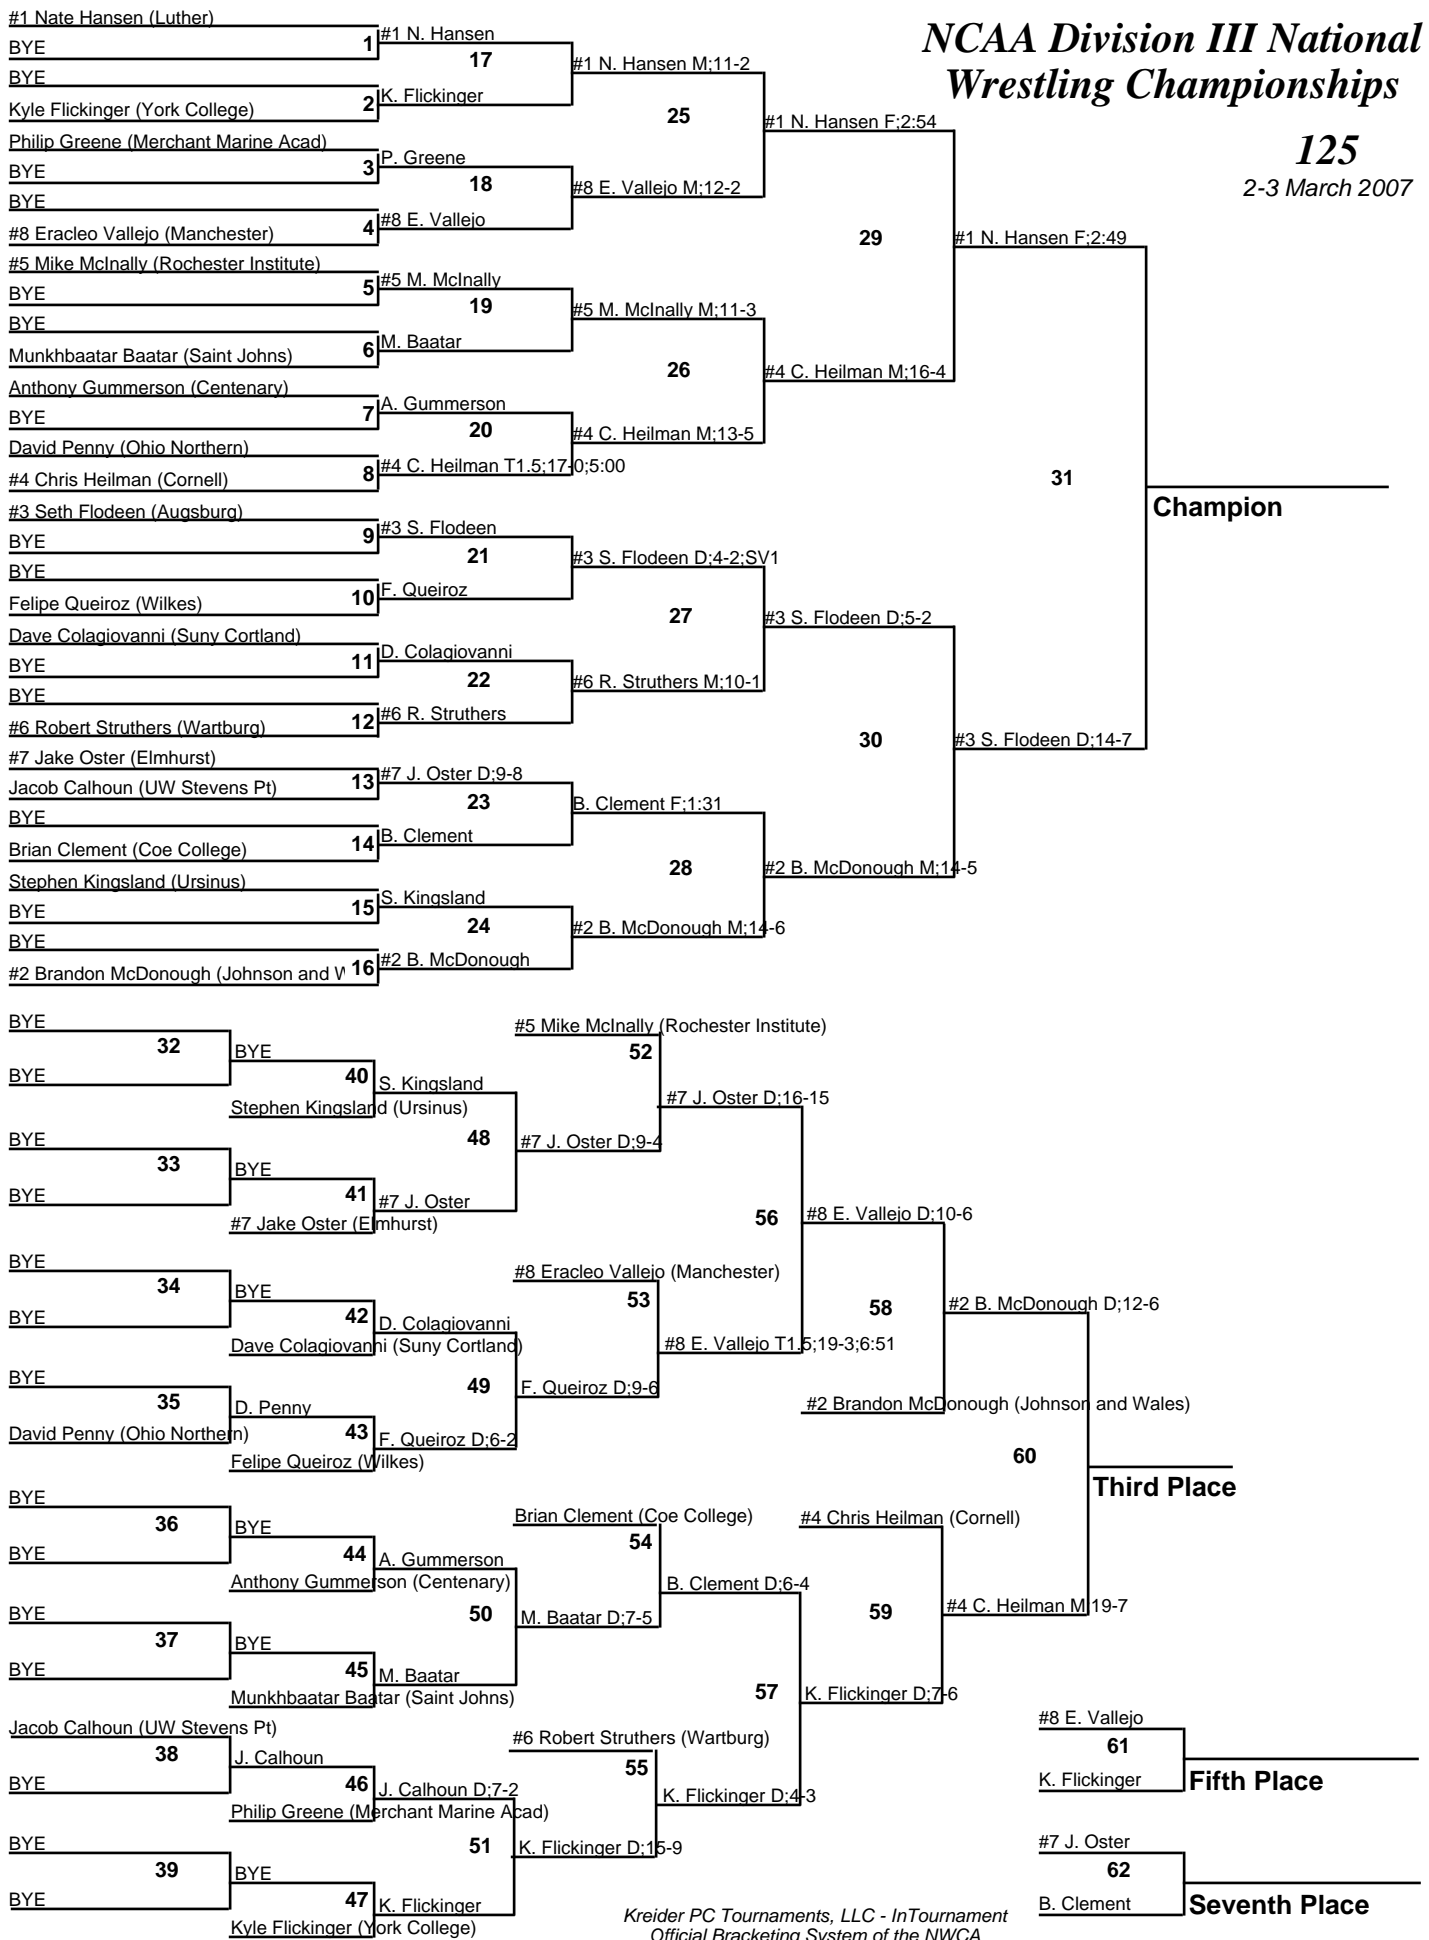 NCAA Division III National
Wrestling Championships
125
2-3 March 2007
#1 Nate Hansen (Luther)
BYE
1
#1 N. Hansen
17
BYE
Kyle Flickinger (York College)
2
K. Flickinger
#1 N. Hansen M;11-2
25
Philip Greene (Merchant Marine Acad)
BYE
3
P. Greene
18
BYE
#8 Eracleo Vallejo (Manchester)
4
#8 E. Vallejo
#8 E. Vallejo M;12-2
#1 N. Hansen F;2:54
29
#5 Mike McInally (Rochester Institute)
BYE
5
#5 M. McInally
19
BYE
Munkhbaatar Baatar (Saint Johns)
6
M. Baatar
#5 M. McInally M;11-3
26
Anthony Gummerson (Centenary)
BYE
7
A. Gummerson
20
David Penny (Ohio Northern)
#4 Chris Heilman (Cornell)
8
#4 C. Heilman T1.5;17-0;5:00
#4 C. Heilman M;13-5
#4 C. Heilman M;16-4
#1 N. Hansen F;2:49
31
Champion
#3 Seth Flodeen (Augsburg)
BYE
9
#3 S. Flodeen
21
BYE
Felipe Queiroz (Wilkes)
10
F. Queiroz
#3 S. Flodeen D;4-2;SV1
27
Dave Colagiovanni (Suny Cortland)
BYE
11
D. Colagiovanni
22
BYE
#6 Robert Struthers (Wartburg)
12
#6 R. Struthers
#6 R. Struthers M;10-1
#3 S. Flodeen D;5-2
30
#7 Jake Oster (Elmhurst)
Jacob Calhoun (UW Stevens Pt)
13
#7 J. Oster D;9-8
23
BYE
Brian Clement (Coe College)
14
B. Clement
B. Clement F;1:31
28
Stephen Kingsland (Ursinus)
BYE
15
S. Kingsland
24
BYE
#2 Brandon McDonough (Johnson and W
16
#2 B. McDonough
#2 B. McDonough M;14-6
#2 B. McDonough M;14-5
#3 S. Flodeen D;14-7
BYE
32
BYE
BYE
40
Stephen Kingsland (Ursinus)
S. Kingsland
48
BYE
33
BYE
BYE
41
#7 Jake Oster (Elmhurst)
#7 J. Oster
#5 Mike McInally (Rochester Institute)
52
#7 J. Oster D;9-4
#7 J. Oster D;16-15
56
BYE
34
BYE
BYE
42
Dave Colagiovanni (Suny Cortland)
D. Colagiovanni
49
BYE
35
David Penny (Ohio Northern)
D. Penny
43
Felipe Queiroz (Wilkes)
F. Queiroz D;6-2
#8 Eracleo Vallejo (Manchester)
53
F. Queiroz D;9-6
#8 E. Vallejo T1.5;19-3;6:51
#8 E. Vallejo D;10-6
58
#2 Brandon McDonough (Johnson and Wales)
#2 B. McDonough D;12-6
60
Third Place
BYE
36
BYE
BYE
44
Anthony Gummerson (Centenary)
A. Gummerson
50
BYE
37
BYE
BYE
45
Munkhbaatar Baatar (Saint Johns)
M. Baatar
Brian Clement (Coe College)
54
M. Baatar D;7-5
B. Clement D;6-4
57
Jacob Calhoun (UW Stevens Pt)
38
BYE
J. Calhoun
46
Philip Greene (Merchant Marine Acad)
J. Calhoun D;7-2
51
BYE
39
BYE
BYE
47
Kyle Flickinger (York College)
K. Flickinger
#6 Robert Struthers (Wartburg)
55
K. Flickinger D;15-9
K. Flickinger D;4-3
#4 Chris Heilman (Cornell)
59
K. Flickinger D;7-6
#4 C. Heilman M;19-7
#8 E. Vallejo
61
K. Flickinger
Fifth Place
#7 J. Oster
62
B. Clement
Seventh Place
Kreider PC Tournaments, LLC - InTournament
Official Bracketing System of the NWCA